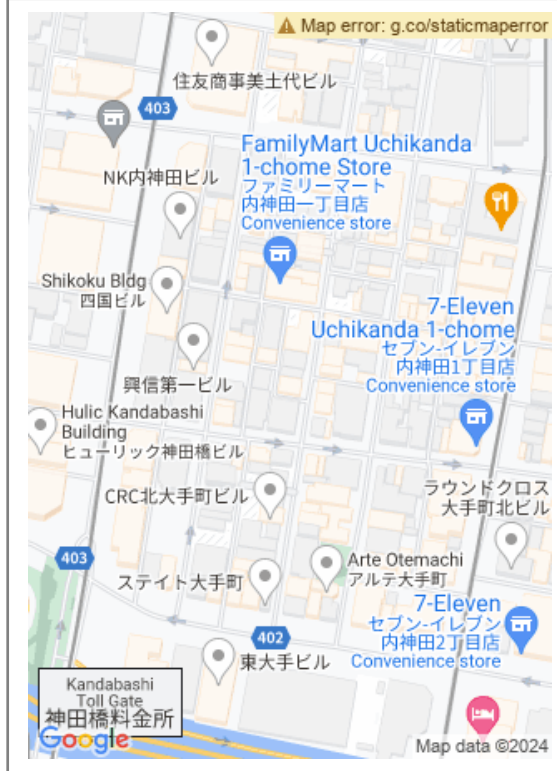 Map error: g.co/staticmaperror
住友商事美土代ビル
403
FamilyMart Uchikanda
1-chome Store
ファミリーマート
内神田一丁目店
Convenience store
NK内神田ビル
Shikoku Bldg
四国ビル
7-Eleven
Uchikanda 1-chome
セブン-イレブン
内神田1丁目店
Convenience store
興信第一ビル
Hulic Kandabashi
Building
ヒューリック神田橋ビル
CRC北大手町ビル
ラウンドクロス
大手町北ビル
403
Arte Otemachi
アルテ大手町
ステイト大手町
7-Eleven
セブン-イレブン
内神田2丁目店
Convenience store
402
東大手ビル
Kandabashi
Toll Gate
神田橋料金所
Google
Map data ©2024